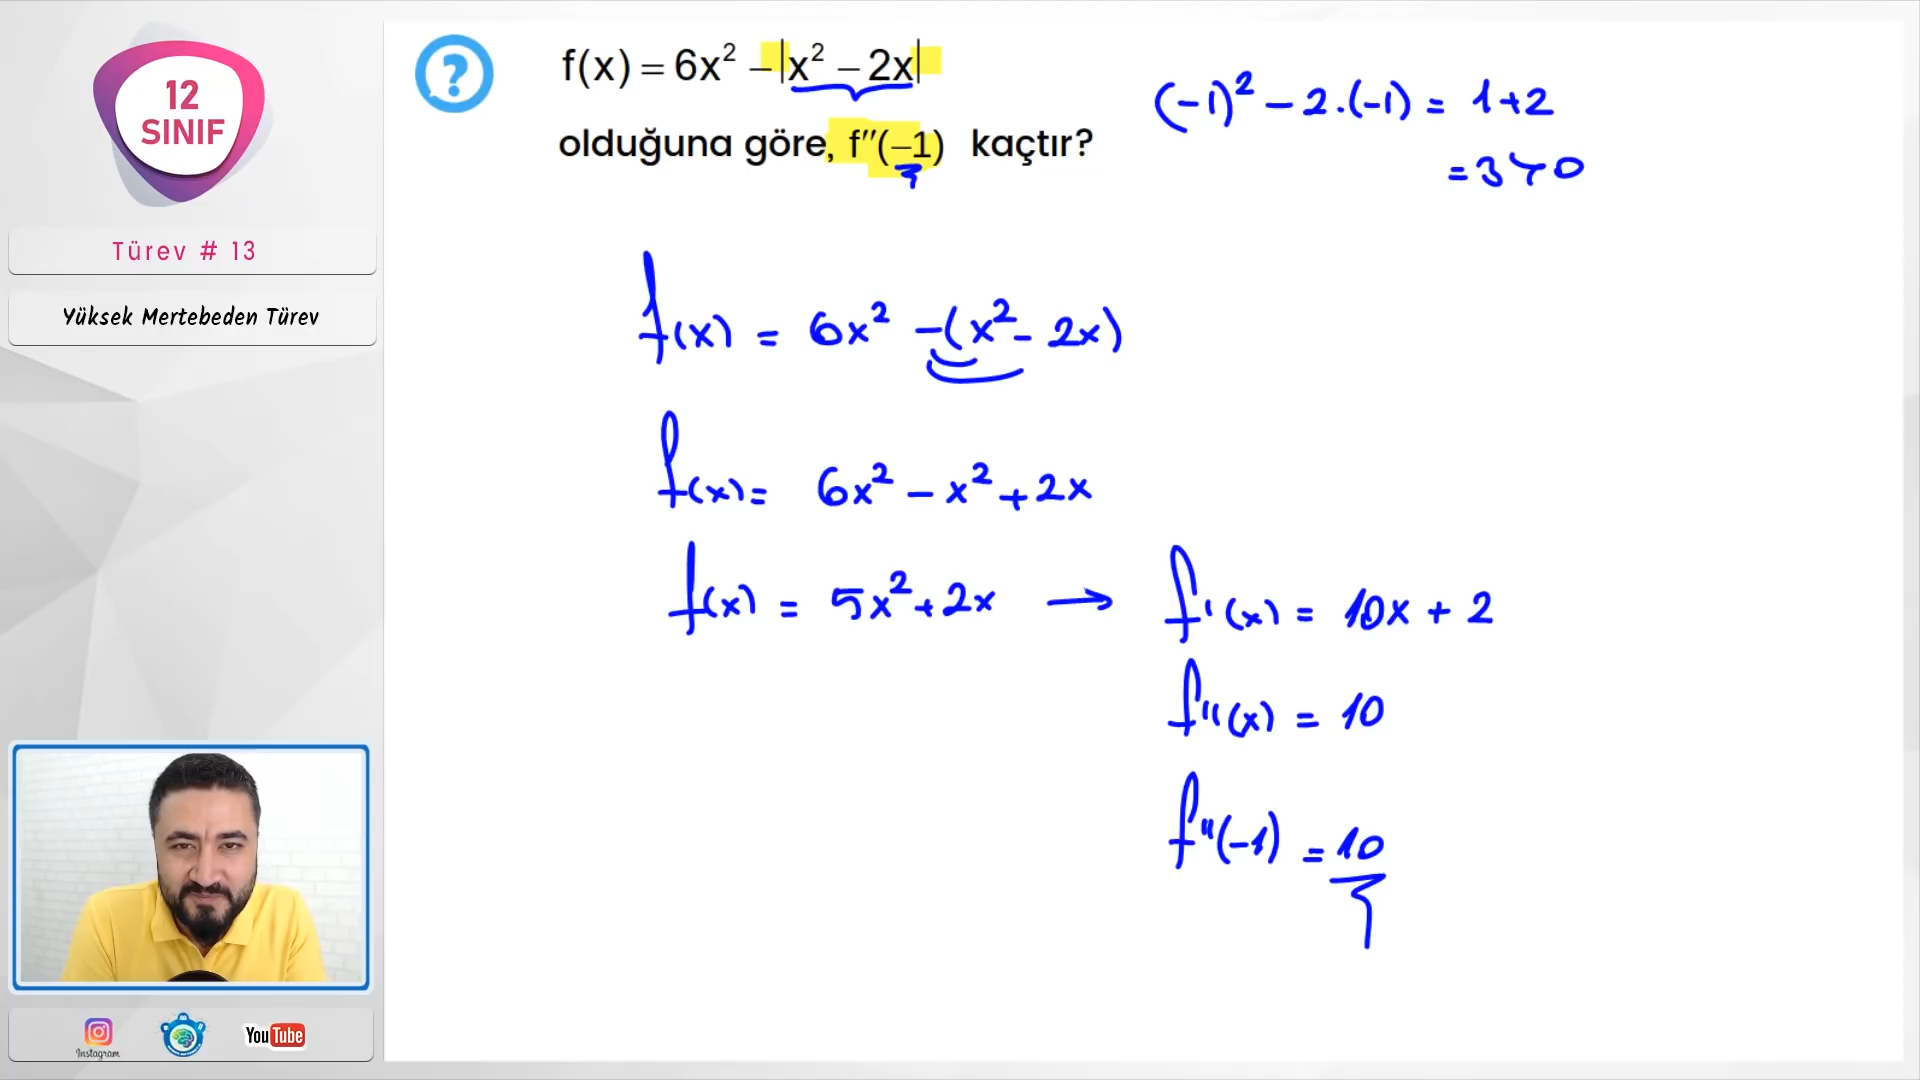 12
SINIF
Türev # 13
Yüksek Mertebeden Türev
Instagram
YouTube
f(x) = 6x² – |x² – 2x|
olduğuna göre, f''(–1) kaçtır?
(-1)² - 2.(-1) = 1+2
= 3 > 0
f(x) = 6x² -(x² - 2x)
f(x) = 6x² - x² + 2x
f(x) = 5x² + 2x → f'(x) = 10x + 2
f''(x) = 10
f''(-1) = 10